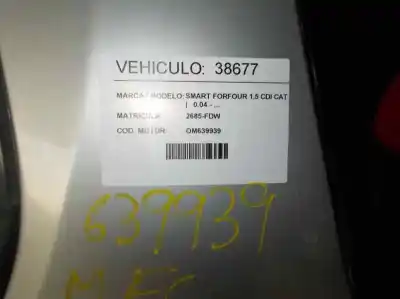 VEHICULO: 38677
MARCA / MODELO: SMART FORFOUR 1.5 CDI CAT
| 0.04 - ...
MATRICULA: 2685-FDW
COD. MOTOR: OM639939
639939